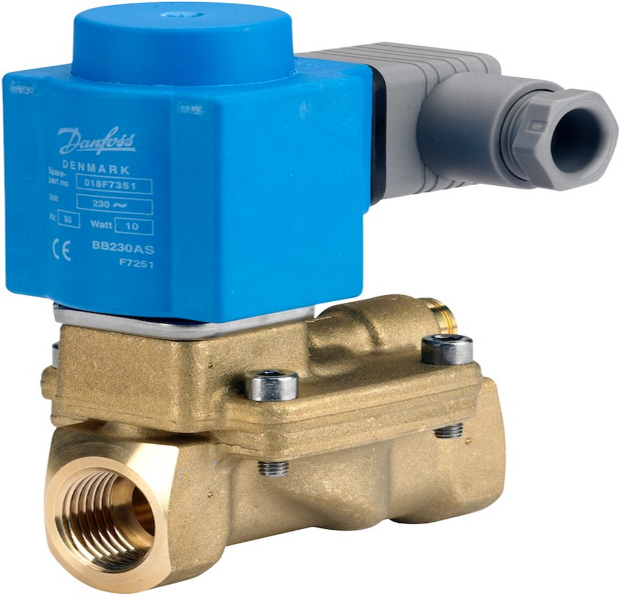 Danfoss
DENMARK
Spare-
part no 018F7351
Volt 230 ~
Hz 50 Watt 10
CE BB230AS
F7251